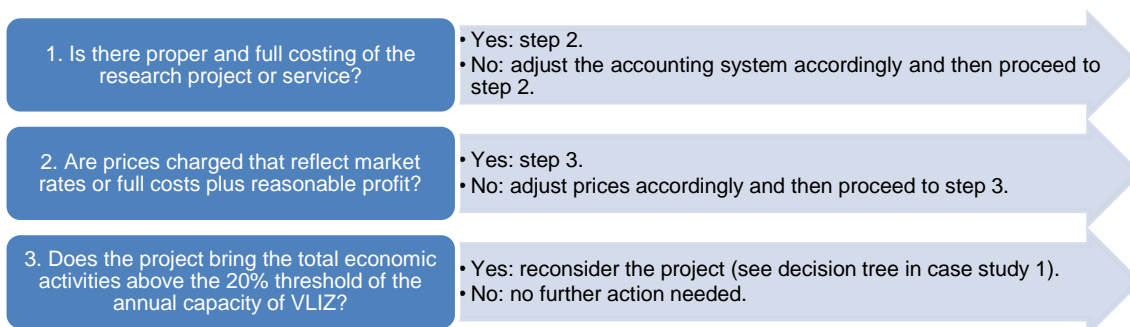 1. Is there proper and full costing of the
research project or service?
• Yes: step 2.
• No: adjust the accounting system accordingly and then proceed to
step 2.
2. Are prices charged that reflect market
rates or full costs plus reasonable profit?
• Yes: step 3.
• No: adjust prices accordingly and then proceed to step 3.
3. Does the project bring the total economic
activities above the 20% threshold of the
annual capacity of VLIZ?
• Yes: reconsider the project (see decision tree in case study 1).
• No: no further action needed.